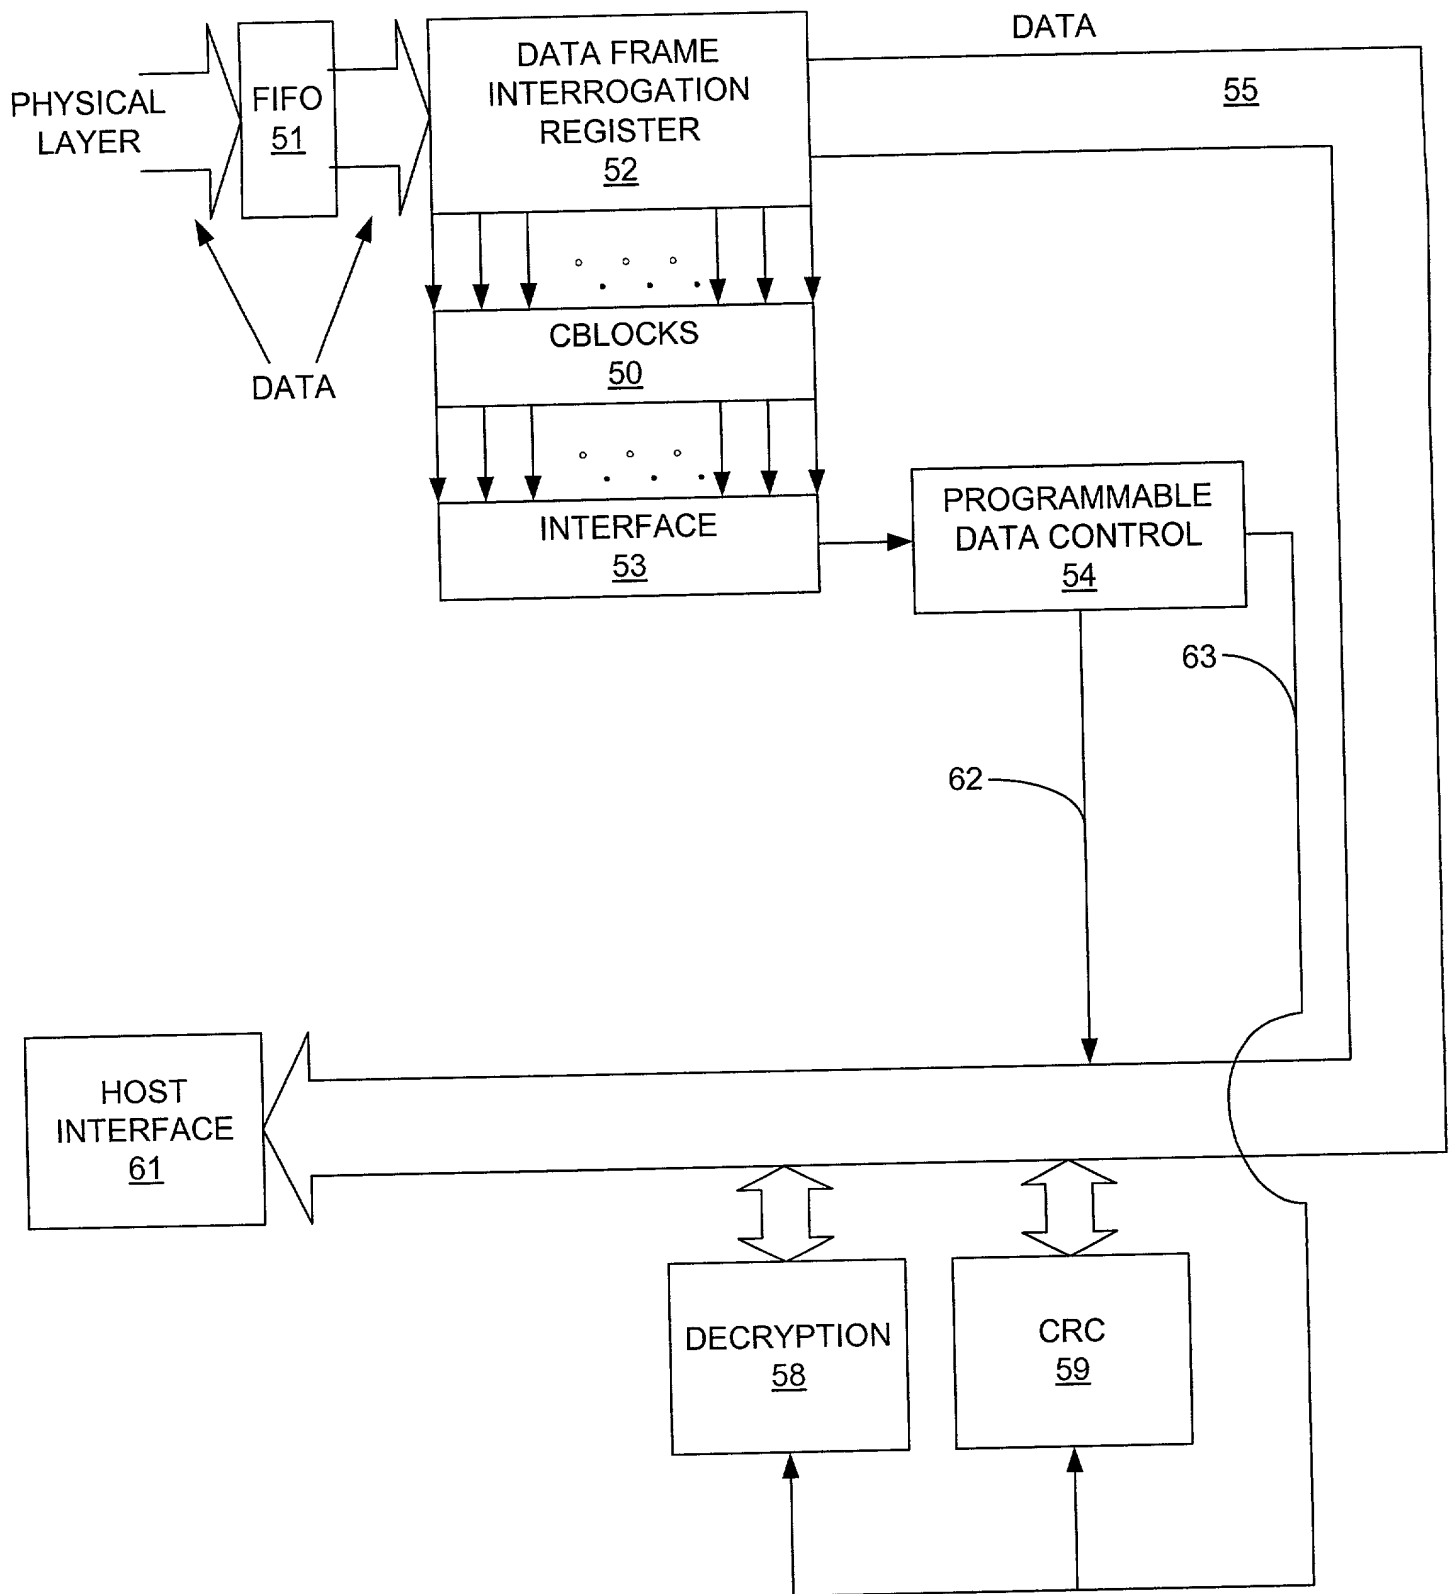 DATA
PHYSICAL
LAYER
FIFO
51
DATA FRAME
INTERROGATION
REGISTER
52
55
CBLOCKS
50
DATA
INTERFACE
53
PROGRAMMABLE
DATA CONTROL
54
63
62
HOST
INTERFACE
61
DECRYPTION
58
CRC
59